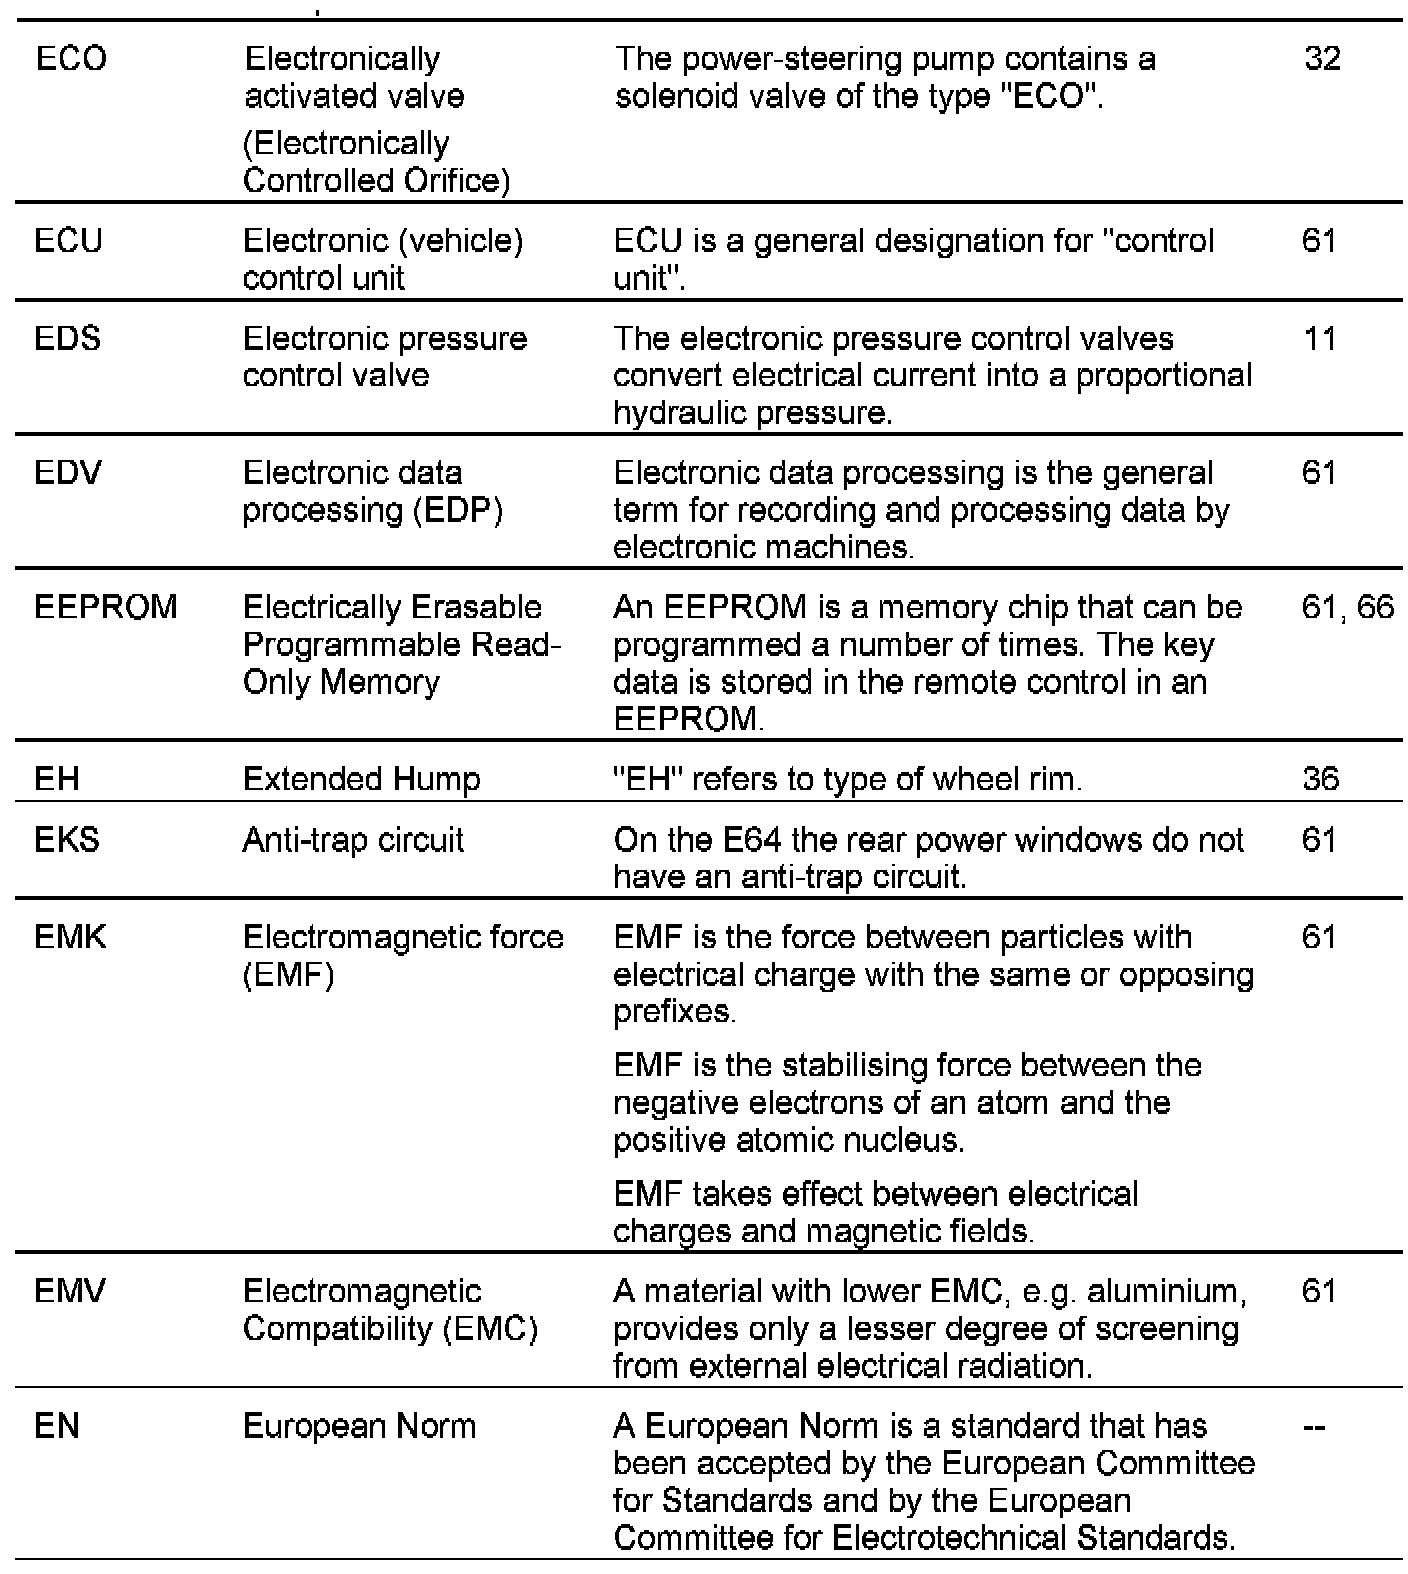 ECO Electronically The power-steering pump contains a 32
activated valve solenoid valve of the type "ECO".
(Electronically
Controlled Orifice)
ECU Electronic (vehicle) ECU is a general designation for "control 61
control unit unit".
EDS Electronic pressure The electronic pressure control valves 11
control valve convert electrical current into a proportional
hydraulic pressure.
EDV Electronic data Electronic data processing is the general 61
processing (EDP) term for recording and processing data by
electronic machines.
EEPROM Electrically Erasable An EEPROM is a memory chip that can be 61, 66
Programmable Read- programmed a number of times. The key
Only Memory data is stored in the remote control in an
EEPROM.
EH Extended Hump "EH" refers to type of wheel rim. 36
EKS Anti-trap circuit On the E64 the rear power windows do not 61
have an anti-trap circuit.
EMK Electromagnetic force EMF is the force between particles with 61
(EMF) electrical charge with the same or opposing
prefixes.
EMF is the stabilising force between the
negative electrons of an atom and the
positive atomic nucleus.
EMF takes effect between electrical
charges and magnetic fields.
EMV Electromagnetic A material with lower EMC, e.g. aluminium, 61
Compatibility (EMC) provides only a lesser degree of screening
from external electrical radiation.
EN European Norm A European Norm is a standard that has --
been accepted by the European Committee
for Standards and by the European
Committee for Electrotechnical Standards.